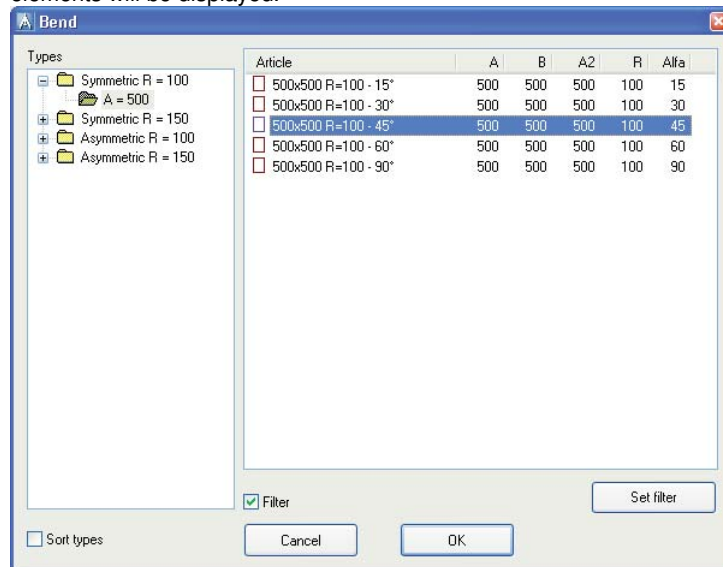 elements will be displayed.
Bend
Types
Symmetric R = 100
A = 500
Symmetric R = 150
Asymmetric R = 100
Asymmetric R = 150
Article A B A2 R Alfa
500x500 R=100 - 15° 500 500 500 100 15
500x500 R=100 - 30° 500 500 500 100 30
500x500 R=100 - 45° 500 500 500 100 45
500x500 R=100 - 60° 500 500 500 100 60
500x500 R=100 - 90° 500 500 500 100 90
Filter
Set filter
Sort types
Cancel
OK